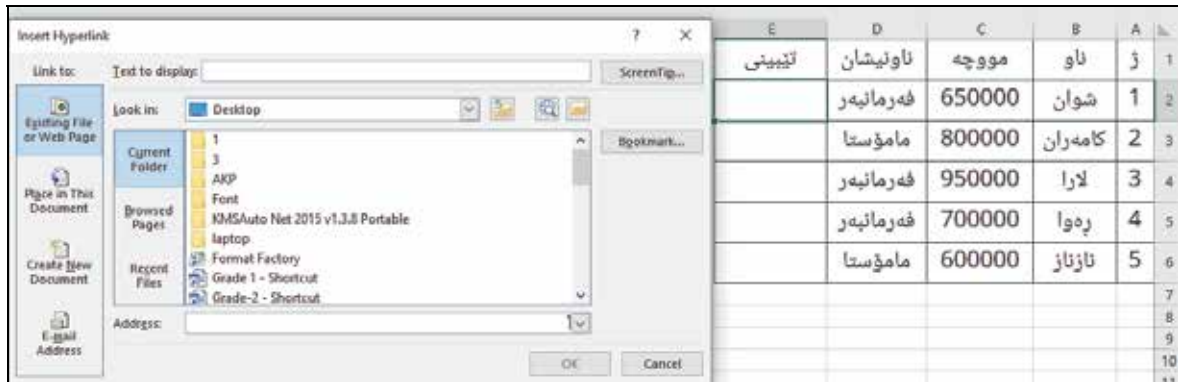 Insert Hyperlink
? ×
Link to:
Text to display:
ScreenTip...
Existing File or Web Page
Look in:
Desktop
Bookmark...
Current Folder
1
3
AKP
Font
KMSAuto Net 2015 v1.3.8 Portable
laptop
Format Factory
Grade 1 - Shortcut
Grade-2 - Shortcut
Place in This Document
Browsed Pages
Create New Document
Recent Files
E-mail Address
Address:
1
OK
Cancel
A B C D E
1 ژ ناو مووچە ناونیشان تێبینی
2 1 شوان 650000 فەرمانبەر
3 2 کامەران 800000 مامۆستا
4 3 لارا 950000 فەرمانبەر
5 4 ڕەوا 700000 فەرمانبەر
6 5 نازناز 600000 مامۆستا
7
8
9
10
11